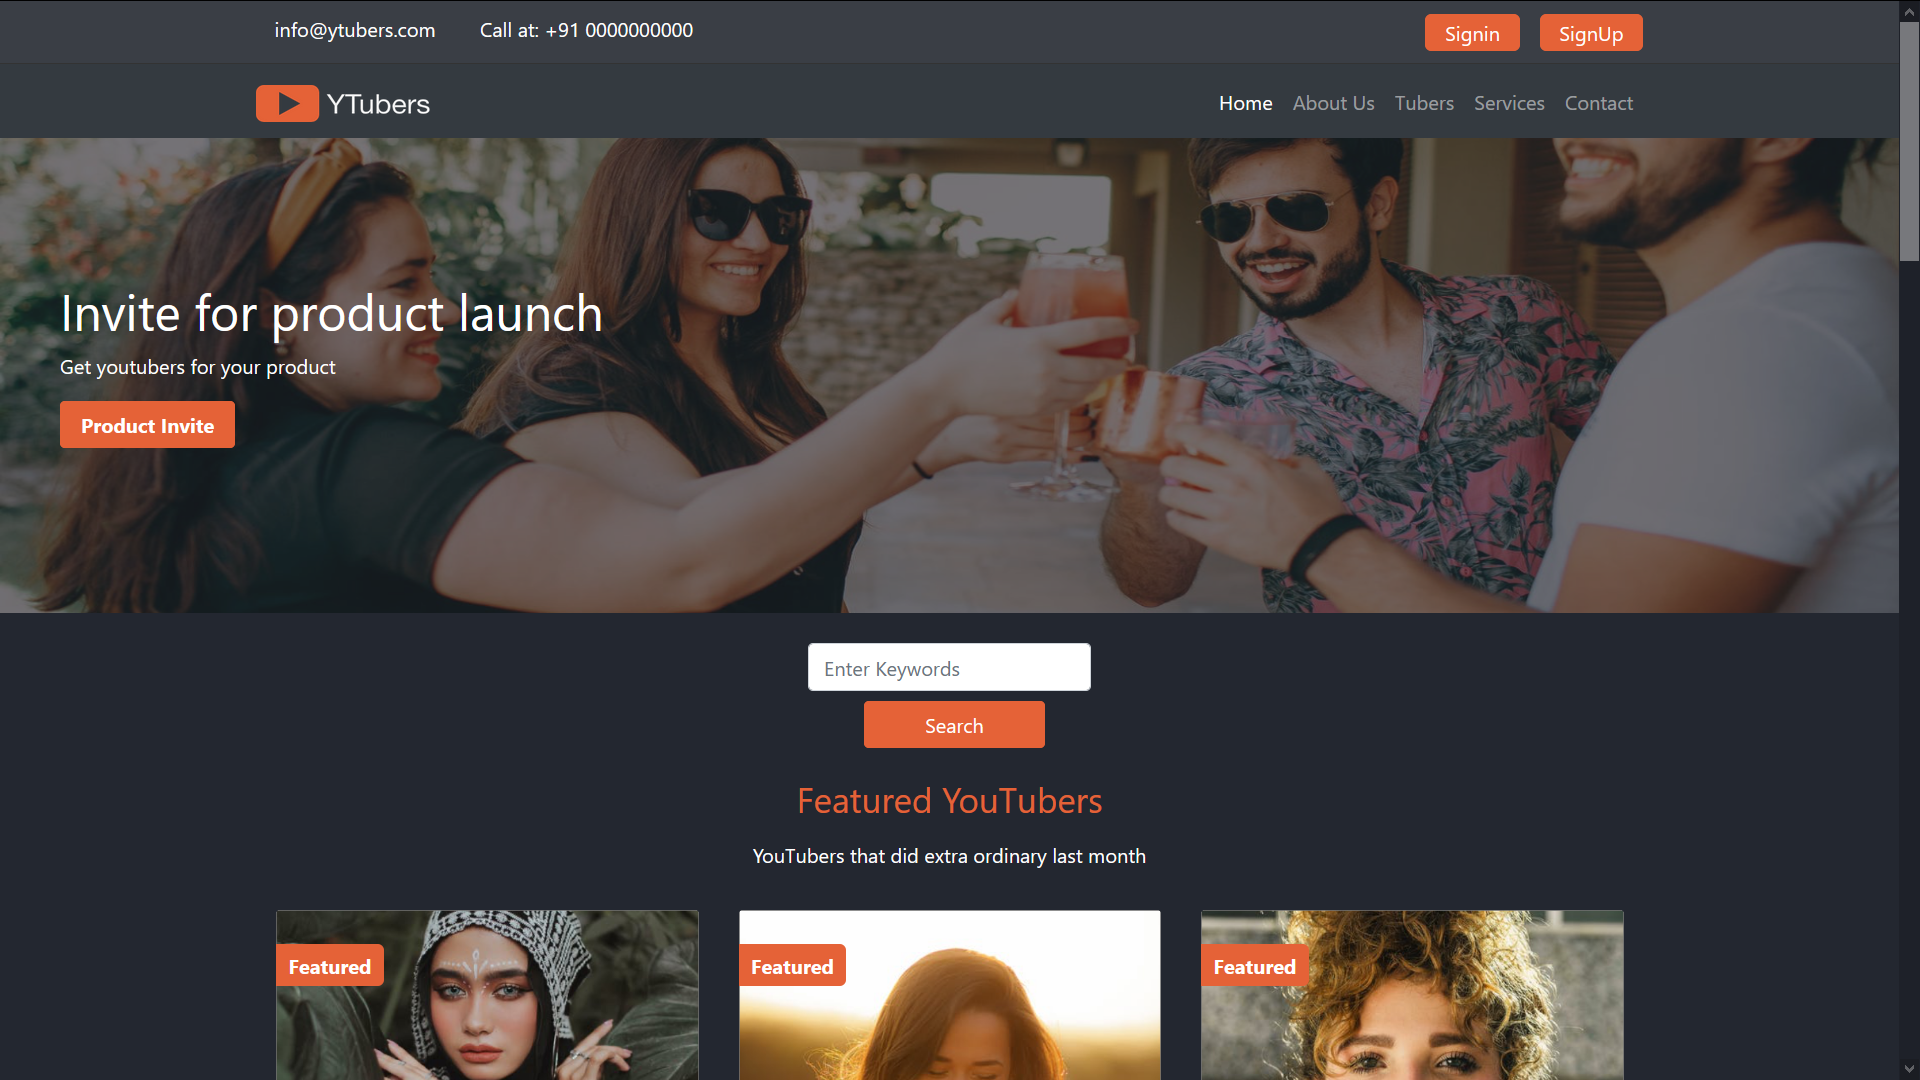 info@ytubers.com Call at: +91 0000000000 Signin SignUp
YTubers Home About Us Tubers Services Contact
Invite for product launch
Get youtubers for your product
Product Invite
Enter Keywords
Search
Featured YouTubers
YouTubers that did extra ordinary last month
Featured Featured Featured